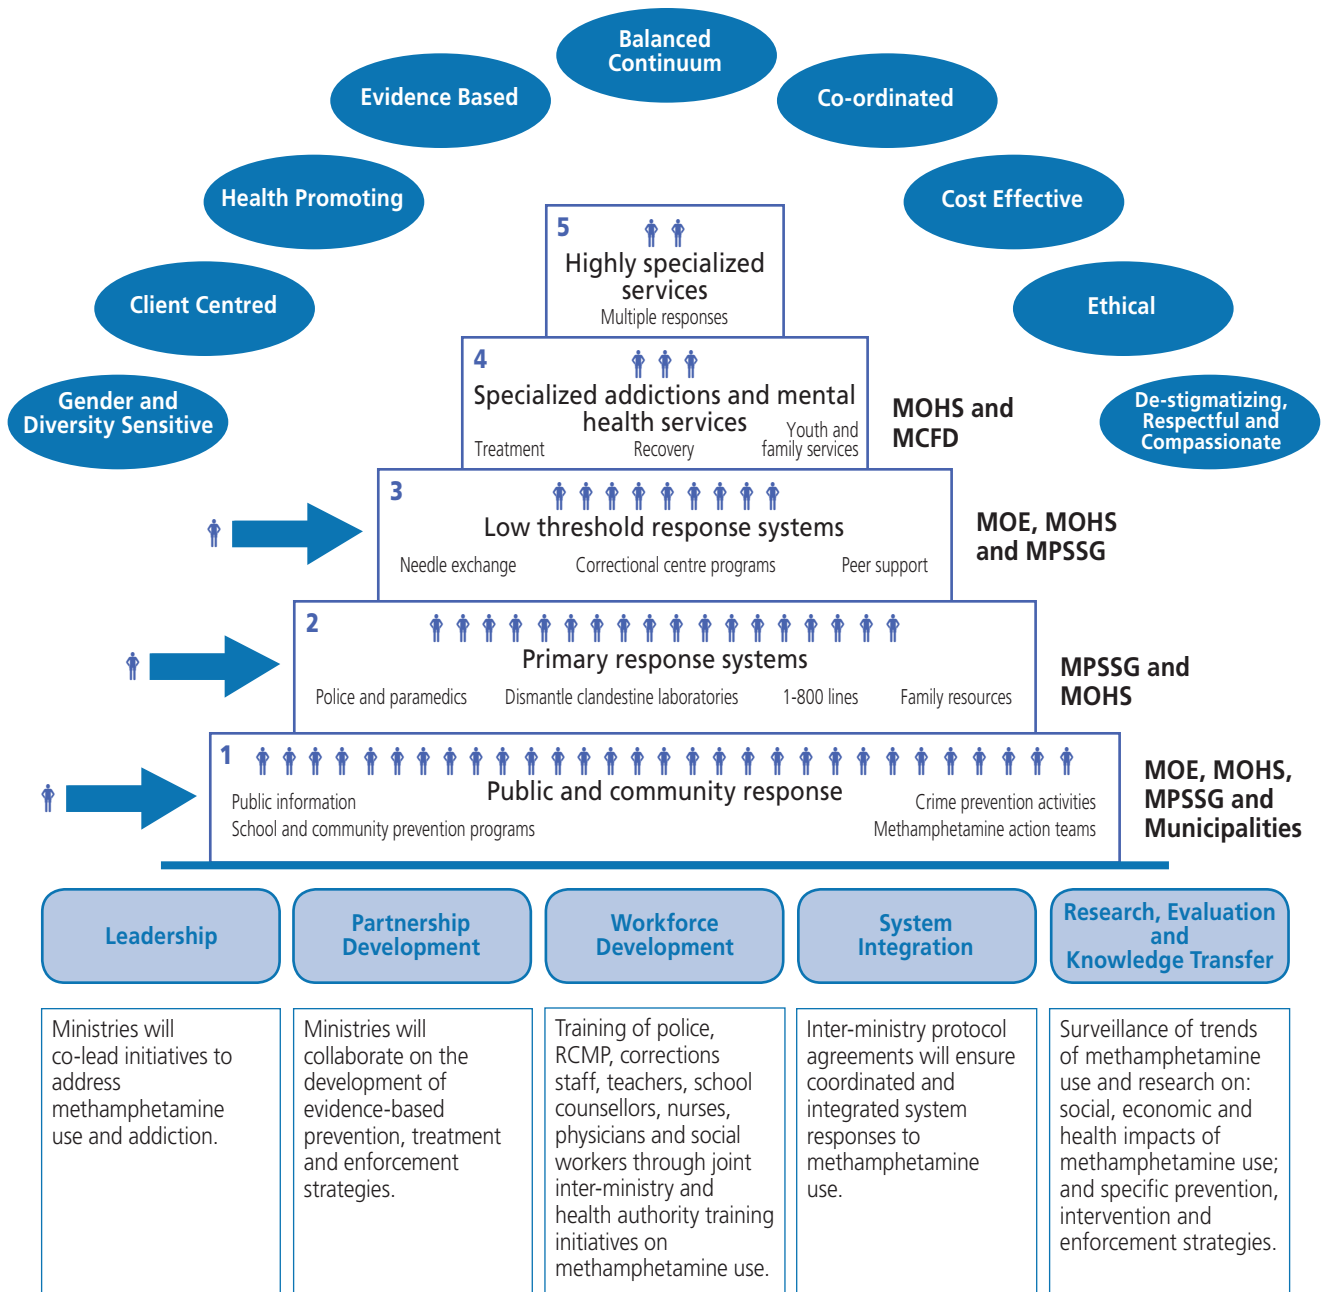 Balanced
Continuum
Evidence Based
Co-ordinated
Health Promoting
Cost Effective
Client Centred
Ethical
Gender and
Diversity Sensitive
De-stigmatizing,
Respectful and
Compassionate
5
Highly specialized
services
Multiple responses
4
Specialized addictions and mental
health services
Treatment
Recovery
Youth and
family services
MOHS and
MCFD
3
Low threshold response systems
Needle exchange
Correctional centre programs
Peer support
MOE, MOHS
and MPSSG
2
Primary response systems
Police and paramedics
Dismantle clandestine laboratories
1-800 lines
Family resources
MPSSG and
MOHS
1
Public and community response
Public information
School and community prevention programs
Crime prevention activities
Methamphetamine action teams
MOE, MOHS,
MPSSG and
Municipalities
Leadership
Partnership
Development
Workforce
Development
System
Integration
Research, Evaluation
and
Knowledge Transfer
Ministries will
co-lead initiatives to
address
methamphetamine
use and addiction.
Ministries will
collaborate on the
development of
evidence-based
prevention, treatment
and enforcement
strategies.
Training of police,
RCMP, corrections
staff, teachers, school
counsellors, nurses,
physicians and social
workers through joint
inter-ministry and
health authority training
initiatives on
methamphetamine use.
Inter-ministry protocol
agreements will ensure
coordinated and
integrated system
responses to
methamphetamine
use.
Surveillance of trends
of methamphetamine
use and research on:
social, economic and
health impacts of
methamphetamine use;
and specific prevention,
intervention and
enforcement strategies.